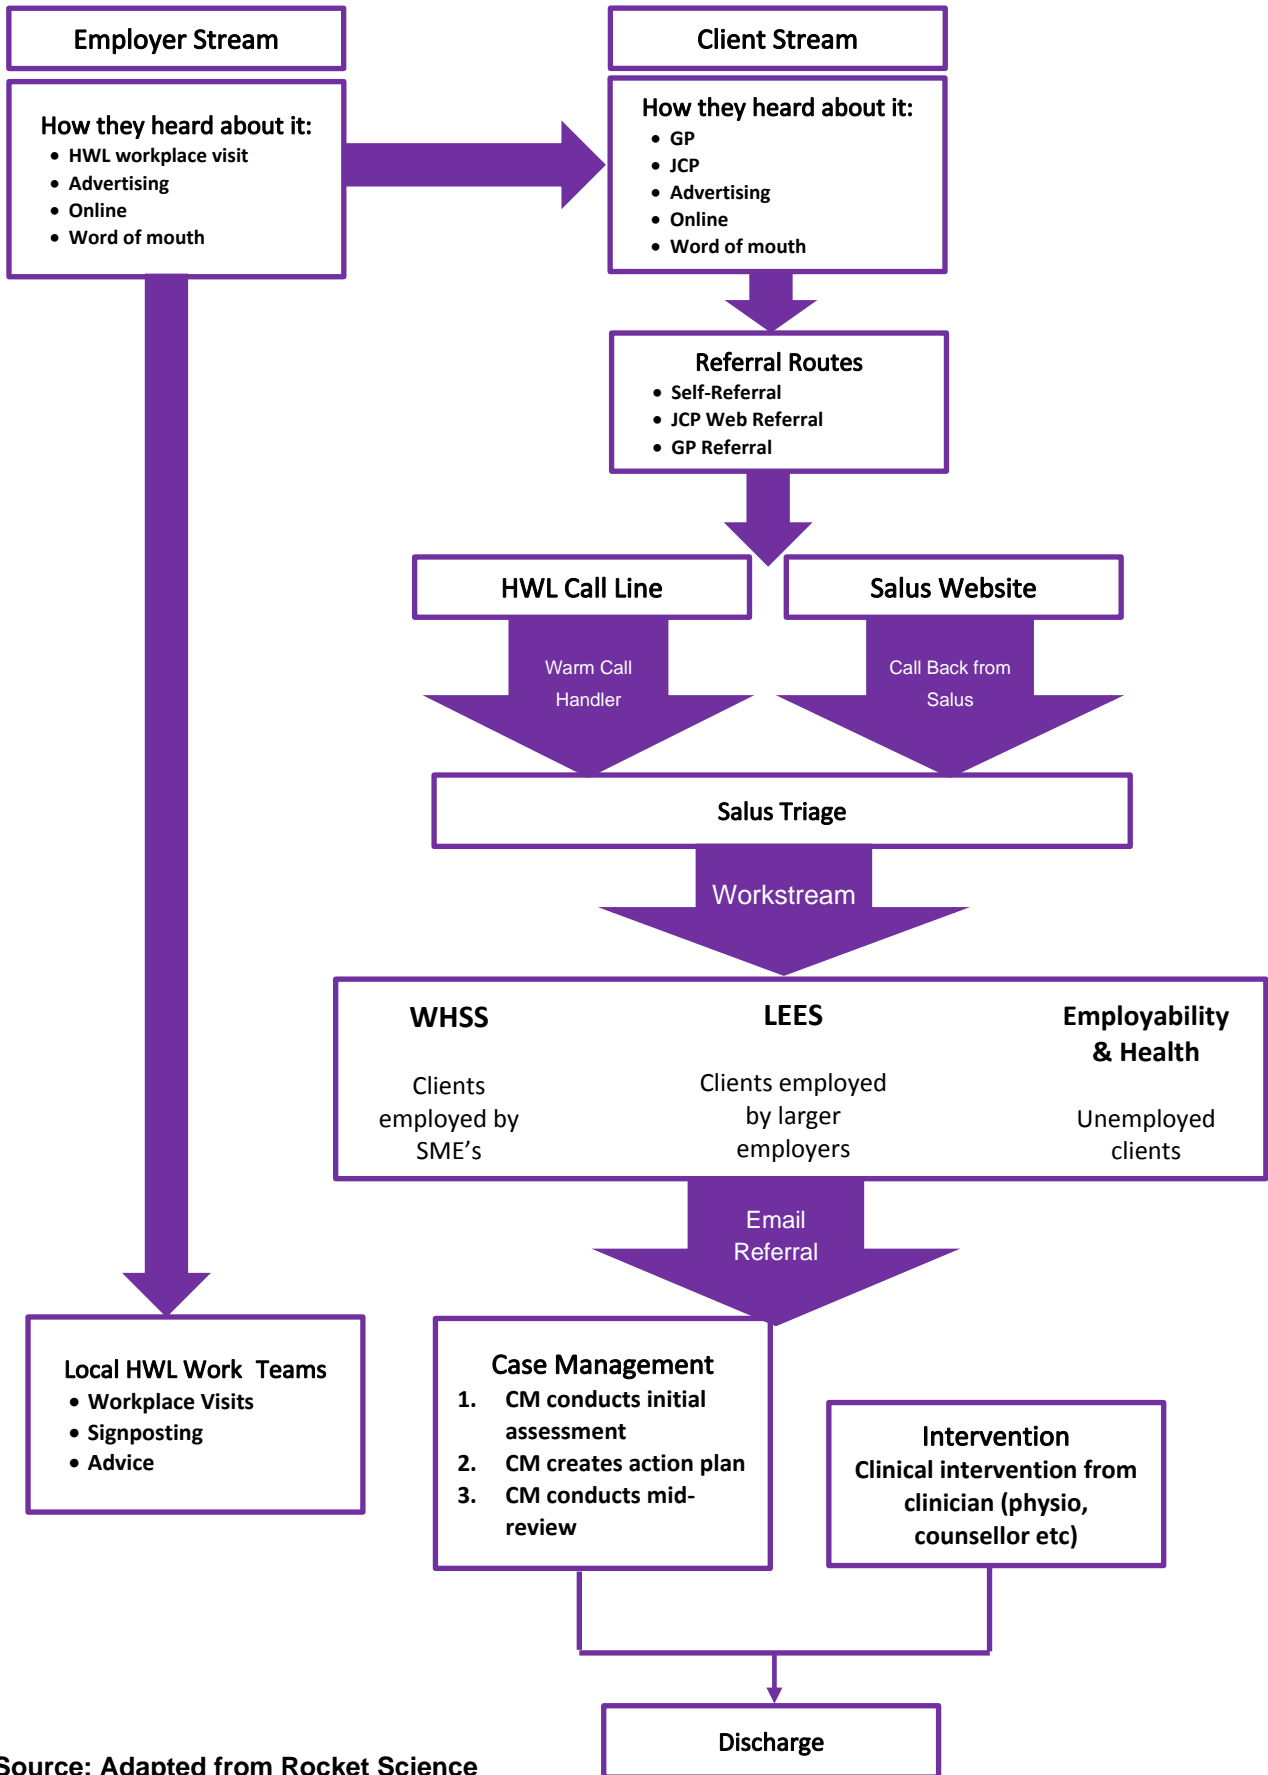 Employer Stream
How they heard about it:
• HWL workplace visit
• Advertising
• Online
• Word of mouth
Client Stream
How they heard about it:
• GP
• JCP
• Advertising
• Online
• Word of mouth
Referral Routes
• Self-Referral
• JCP Web Referral
• GP Referral
HWL Call Line
Salus Website
Warm Call
Handler
Call Back from
Salus
Salus Triage
Workstream
WHSS
Clients
employed by
SME’s
LEES
Clients employed
by larger
employers
Employability
& Health
Unemployed
clients
Email
Referral
Local HWL Work Teams
• Workplace Visits
• Signposting
• Advice
Case Management
1. CM conducts initial
assessment
2. CM creates action plan
3. CM conducts mid-
review
Intervention
Clinical intervention from
clinician (physio,
counsellor etc)
Discharge
Source: Adapted from Rocket Science